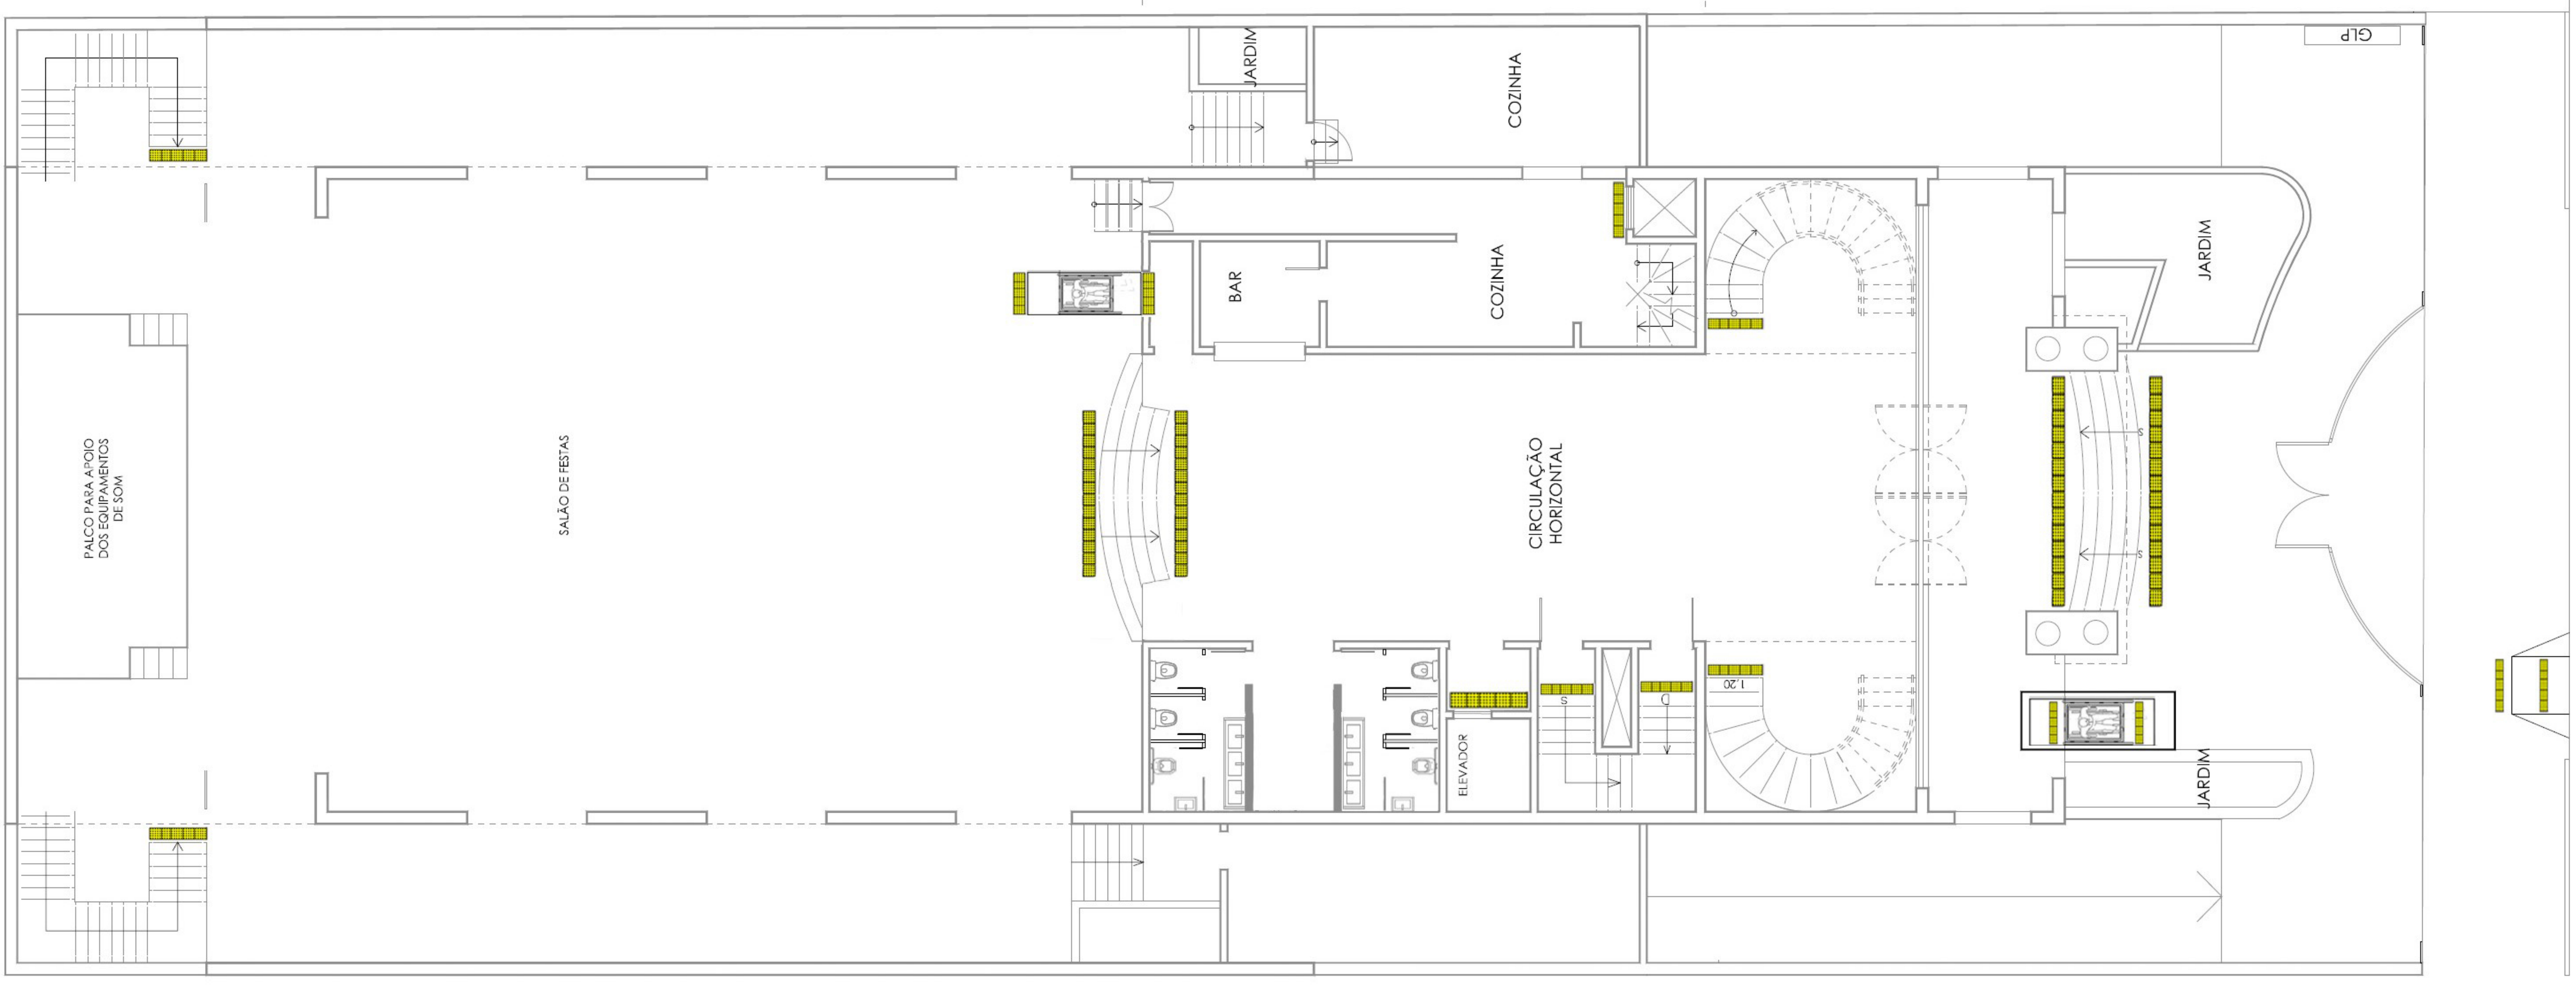 PALCO PARA APOIO
DOS EQUIPAMENTOS
DE SOM
SALÃO DE FESTAS
JARDIM
COZINHA
BAR
COZINHA
CIRCULAÇÃO
HORIZONTAL
ELEVADOR
S
D
1,20
S
S
JARDIM
JARDIM
GLP